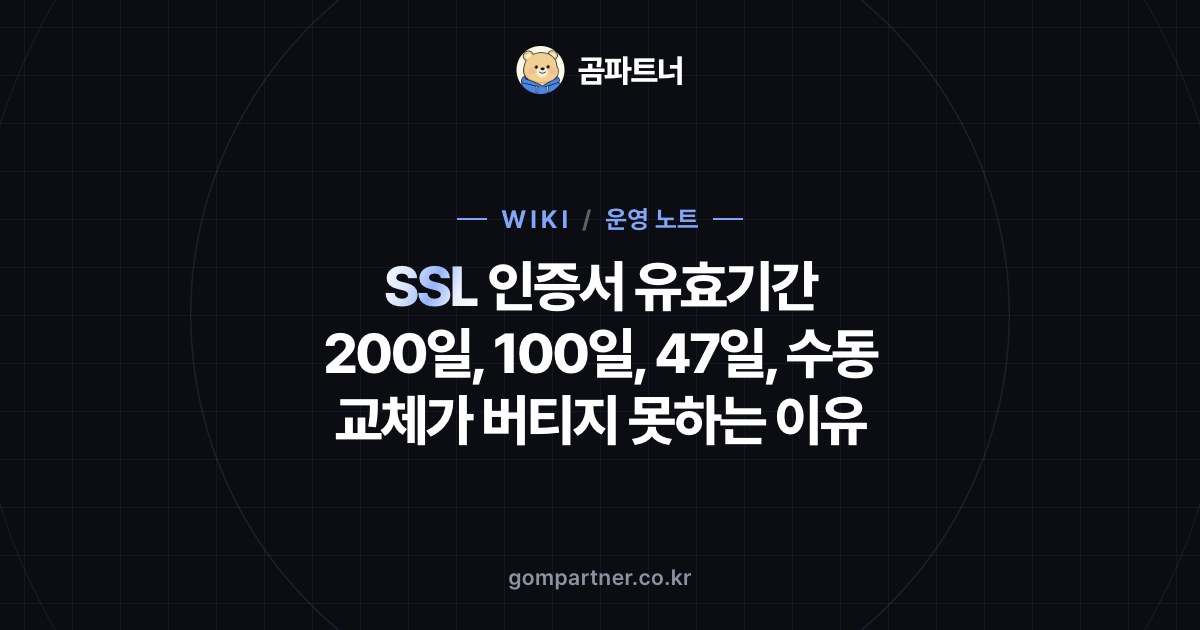 곰파트너
WIKI / 운영 노트
SSL 인증서 유효기간
200일, 100일, 47일, 수동
교체가 버티지 못하는 이유
gompartner.co.kr